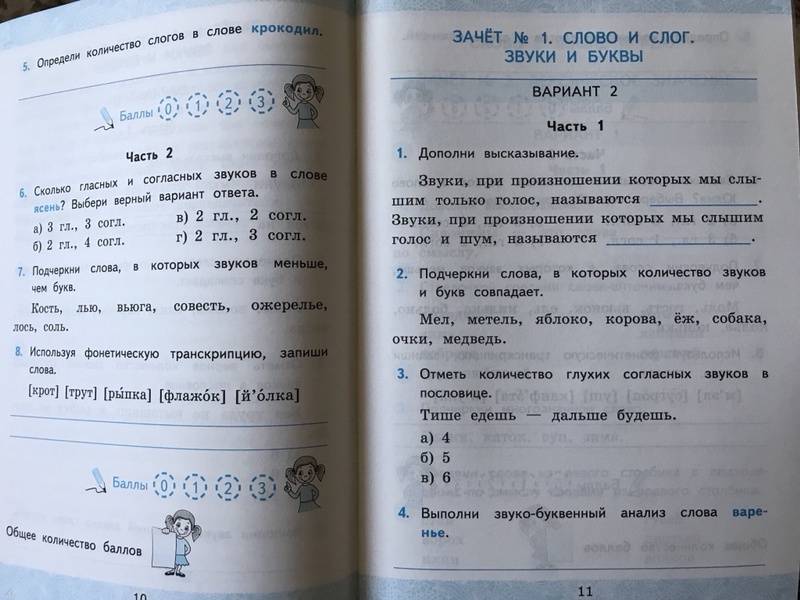 5. Определи количество слогов в слове крокодил.
Баллы 0 1 2 3
Часть 2
6. Сколько гласных и согласных звуков в слове
ясень? Выбери верный вариант ответа.
а) 3 гл., 3 согл. в) 2 гл., 2 согл.
б) 2 гл., 4 согл. г) 2 гл., 3 согл.
7. Подчеркни слова, в которых звуков меньше,
чем букв.
Кость, лью, вьюга, совесть, ожерелье,
лось, соль.
8. Используя фонетическую транскрипцию, запиши
слова.
[крот] [трут] [ры́пка] [флажо́к] [й’о́лка]
Баллы 0 1 2 3
Общее количество баллов
10
ЗАЧЁТ № 1. СЛОВО И СЛОГ.
ЗВУКИ И БУКВЫ
ВАРИАНТ 2
Часть 1
1. Дополни высказывание.
Звуки, при произношении которых мы слы-
шим только голос, называются .
Звуки, при произношении которых мы слышим
голос и шум, называются .
2. Подчеркни слова, в которых количество звуков
и букв совпадает.
Мел, метель, яблоко, корова, ёж, собака,
очки, медведь.
3. Отметь количество глухих согласных звуков в
пословице.
Тише едешь — дальше будешь.
а) 4
б) 5
в) 6
4. Выполни звуко-буквенный анализ слова варе-
нье.
11